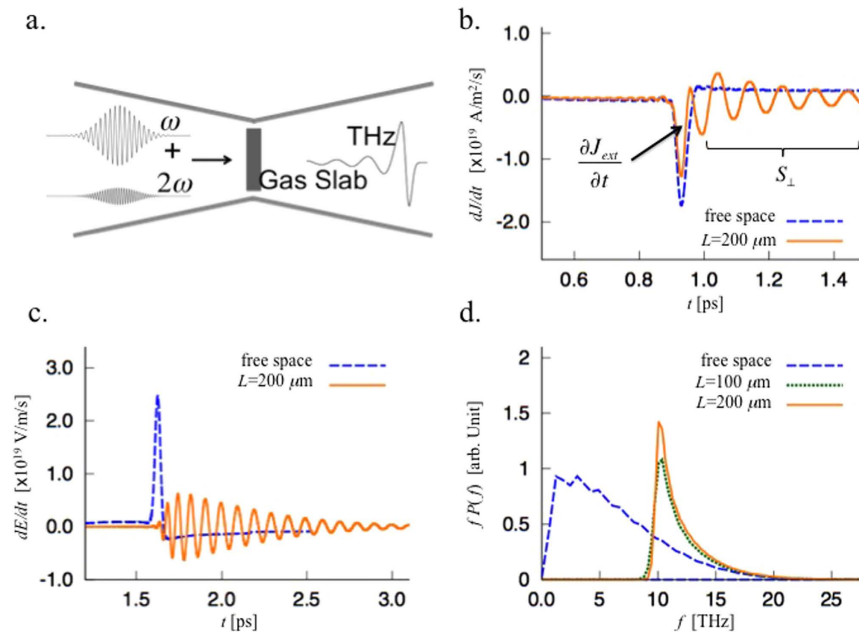 a.
ω
+
2ω
Gas Slab
THz
b.
1.1
0.0
-1.0
-2.0
dJ/dt [x10¹⁹ A/m²/s]
∂J_ext
∂t
S⊥
free space
L=200 μm
0.6 0.8 1.0 1.2 1.4
t [ps]
c.
3.0
2.0
1.0
0.0
-1.0
dE/dt [x10¹⁹ V/m/s]
free space
L=200 μm
1.5 2.0 2.5 3.0
t [ps]
d.
2
1.5
1
0.5
0
f P(f) [arb. Unit]
free space
L=100 μm
L=200 μm
0.0 5 10 15 20 25
f [THz]